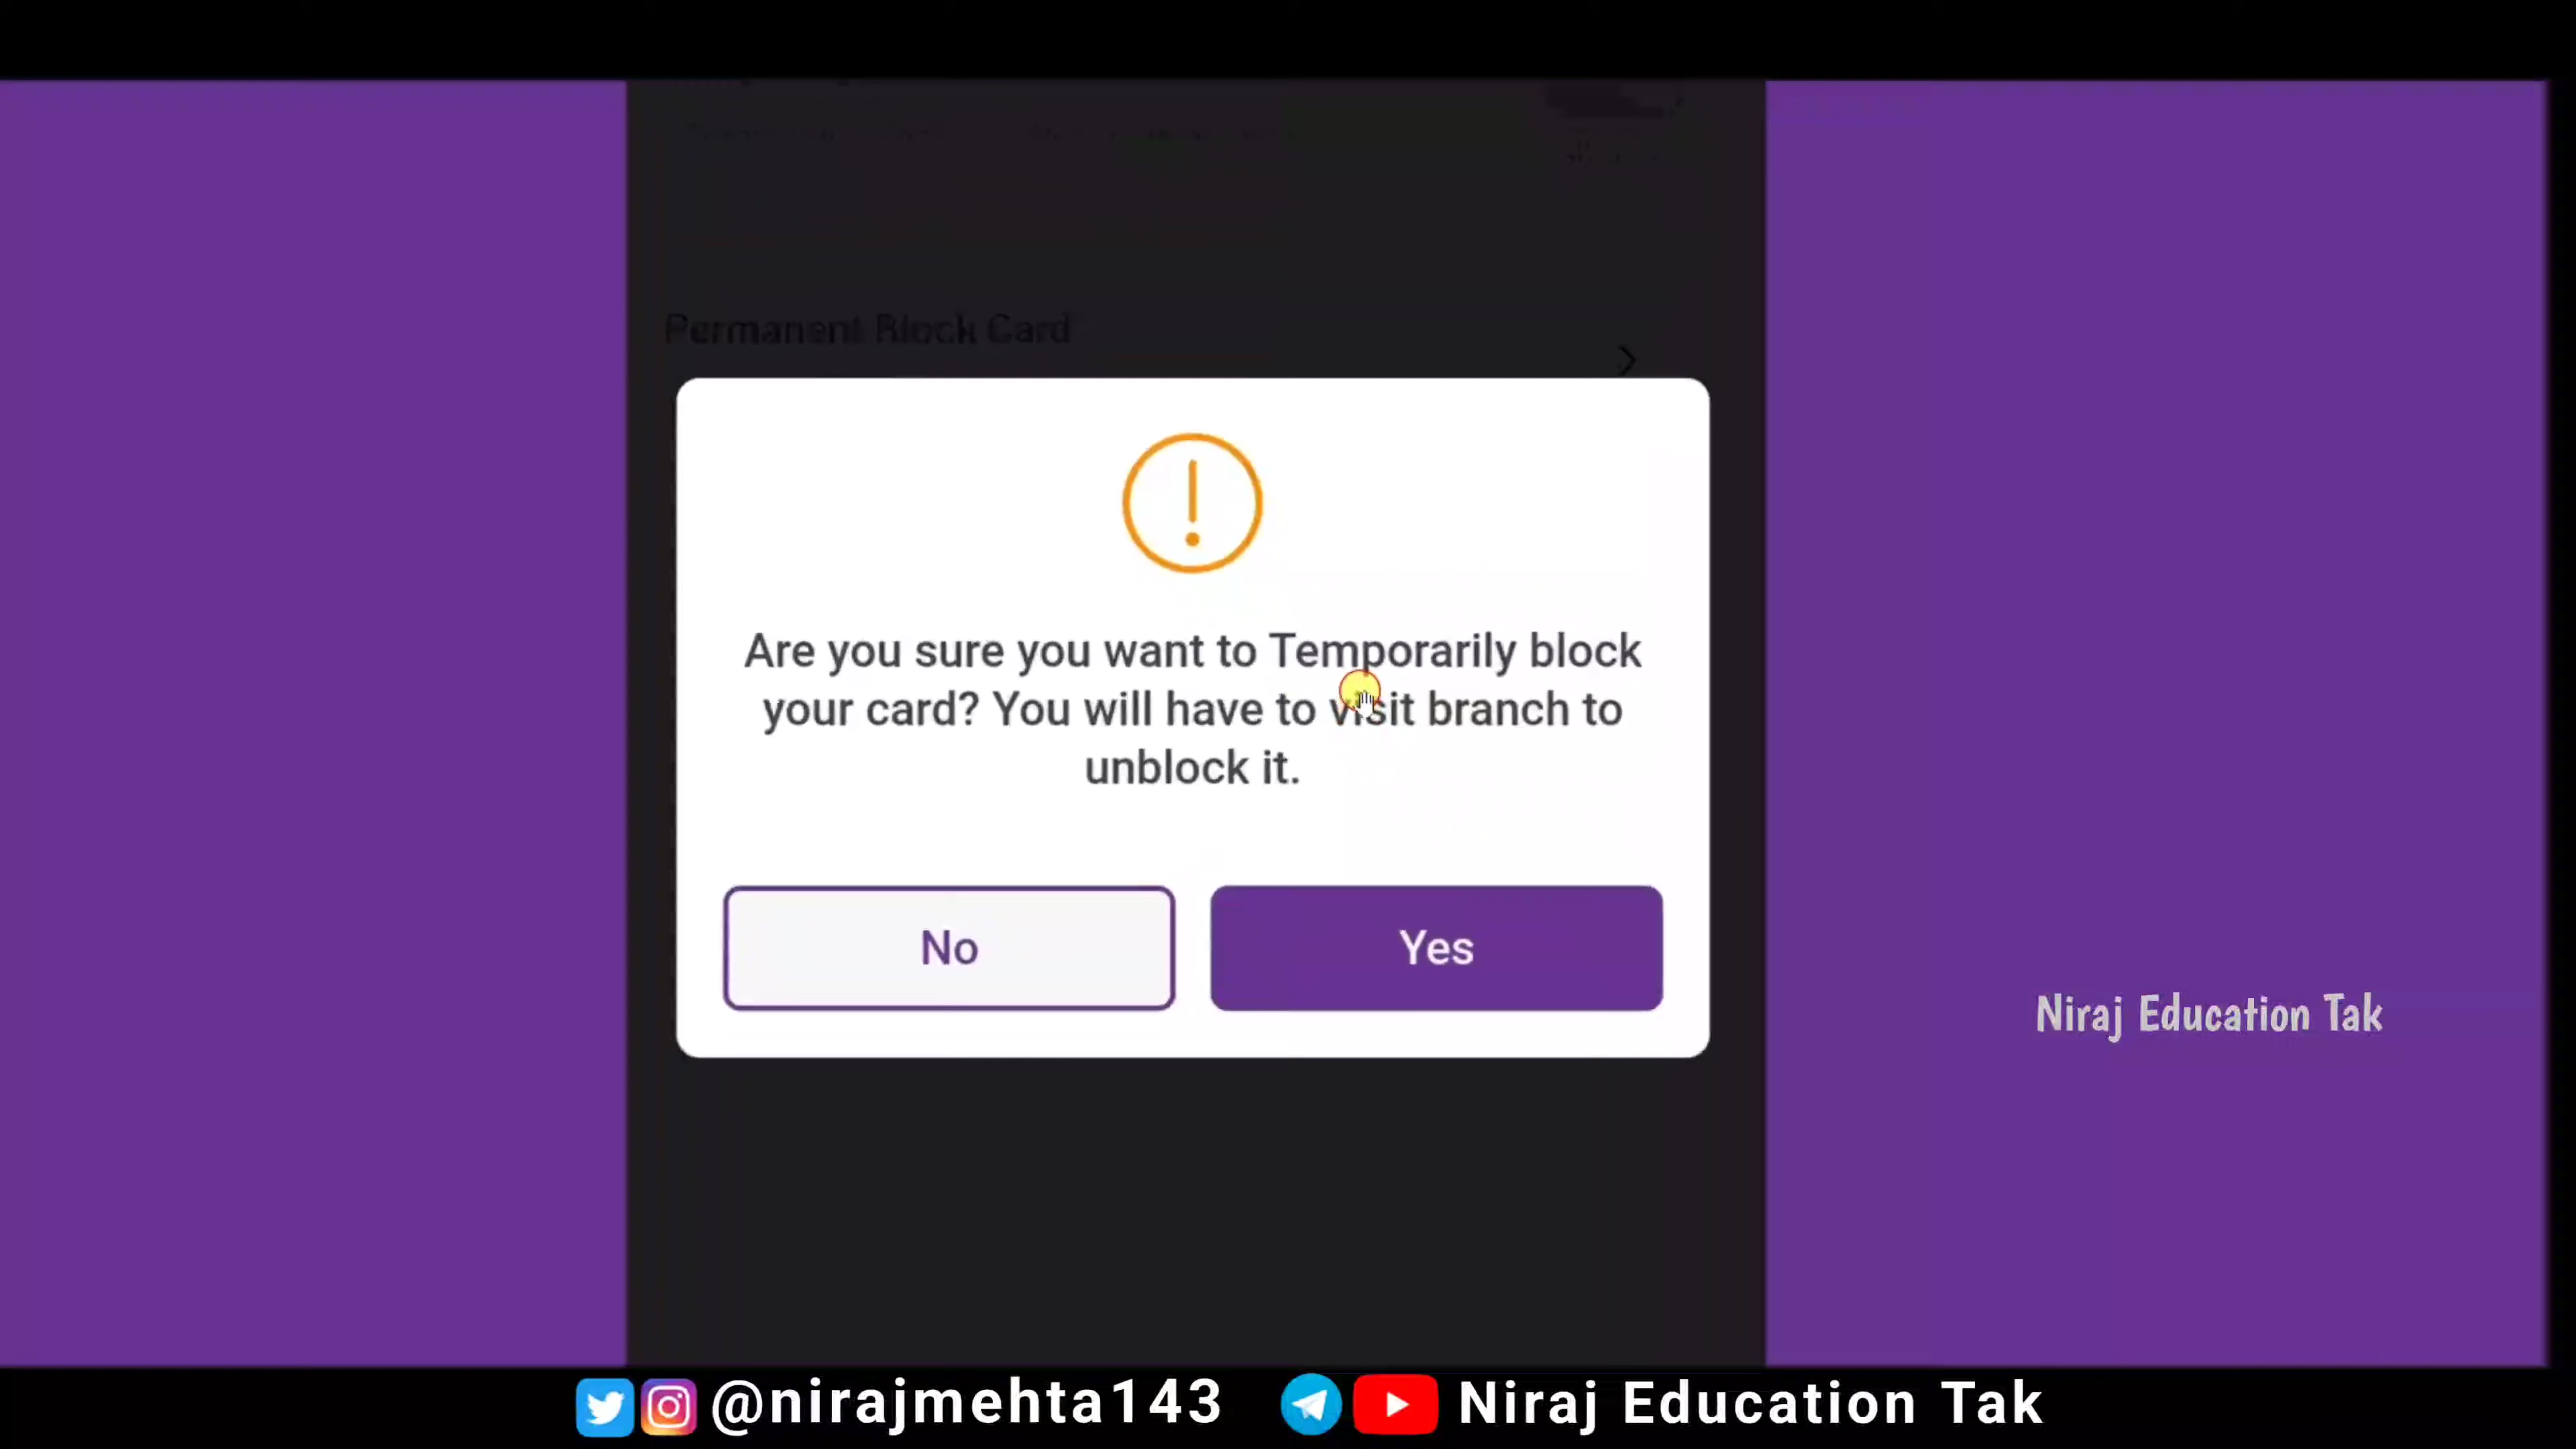 Permanent Block Card
Are you sure you want to Temporarily block
your card? You will have to visit branch to
unblock it.
No
Yes
Niraj Education Tak
@nirajmehta143
Niraj Education Tak